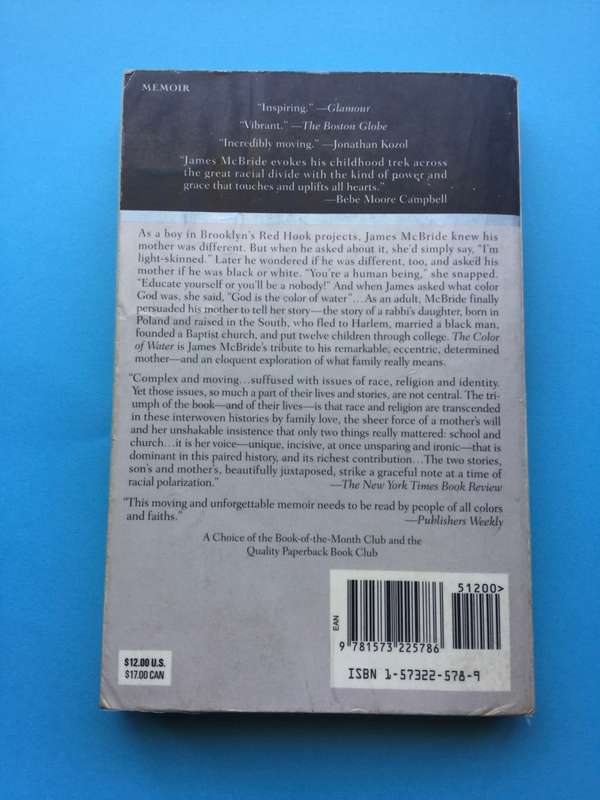 MEMOIR
"Inspiring." —Glamour
"Vibrant." —The Boston Globe
"Incredibly moving." —Jonathan Kozol
"James McBride evokes his childhood trek across
the great racial divide with the kind of power and
grace that touches and uplifts all hearts."
—Bebe Moore Campbell
As a boy in Brooklyn's Red Hook projects, James McBride knew his
mother was different. But when he asked about it, she'd simply say, "I'm
light-skinned." Later he wondered if he was different, too, and asked his
mother if he was black or white. "You're a human being," she snapped.
"Educate yourself or you'll be a nobody!" And when James asked what color
God was, she said, "God is the color of water"...As an adult, McBride finally
persuaded his mother to tell her story—the story of a rabbi's daughter, born in
Poland and raised in the South, who fled to Harlem, married a black man,
founded a Baptist church, and put twelve children through college. The Color
of Water is James McBride's tribute to his remarkable, eccentric, determined
mother—and an eloquent exploration of what family really means.
"Complex and moving...suffused with issues of race, religion and identity.
Yet those issues, so much a part of their lives and stories, are not central. The tri-
umph of the book—and of their lives—is that race and religion are transcended
in these interwoven histories by family love, the sheer force of a mother's will
and her unshakable insistence that only two things really mattered: school and
church...it is her voice—unique, incisive, at once unsparing and ironic—that is
dominant in this paired history, and its richest contribution...The two stories,
son's and mother's, beautifully juxtaposed, strike a graceful note at a time of
racial polarization." —The New York Times Book Review
"This moving and unforgettable memoir needs to be read by people of all colors
and faiths." —Publishers Weekly
A Choice of the Book-of-the-Month Club and the
Quality Paperback Book Club
51200>
EAN
9 781573 225786
ISBN 1-57322-578-9
$12.00 U.S.
$17.00 CAN